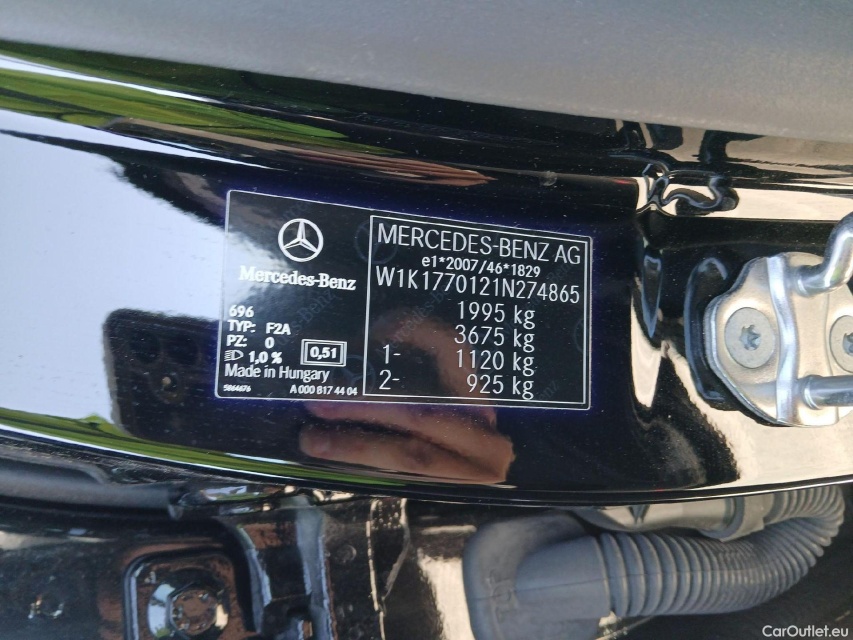 Mercedes-Benz
696
TYP: F2A
PZ: 0
1,0 %
0,51
Made in Hungary
5864676
A 000 817 44 04
MERCEDES-BENZ AG
e1*2007/46*1829
W1K1770121N274865
1995 kg
3675 kg
1- 1120 kg
2- 925 kg
CarOutlet.eu